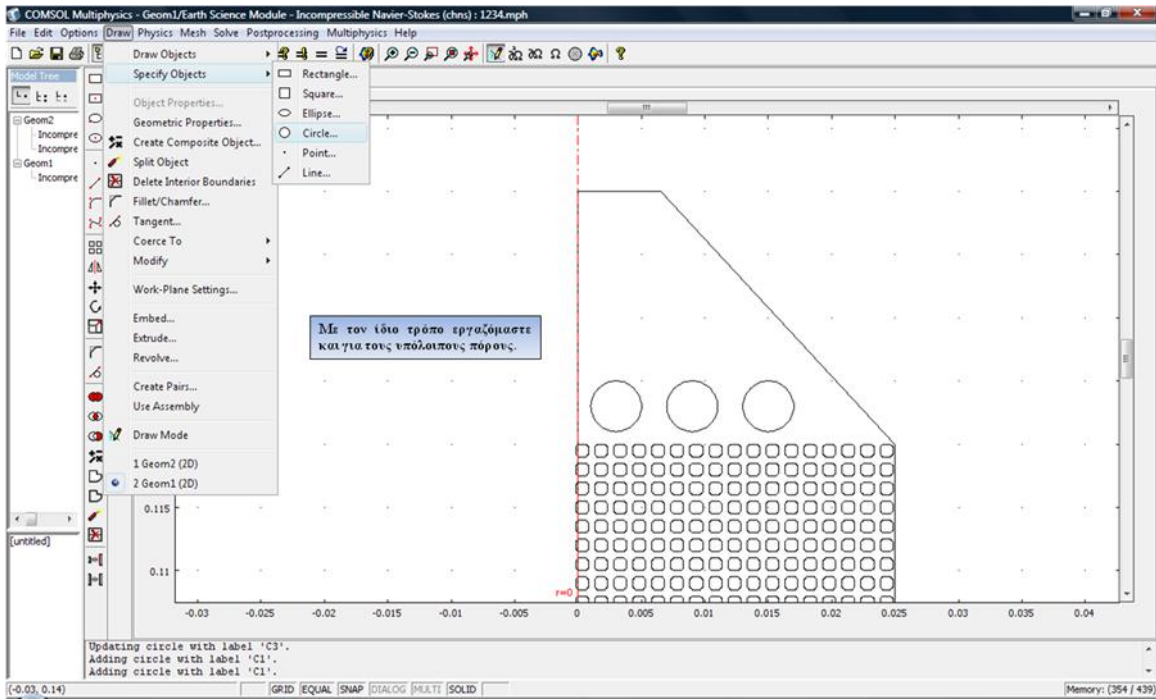 COMSOL Multiphysics - Geom1/Earth Science Module - Incompressible Navier-Stokes (chns) : 1234.mph
File Edit Options Draw Physics Mesh Solve Postprocessing Multiphysics Help
Model Tree
Geom2
Incompre
Incompre
Geom1
Incompre
[untitled]
Draw Objects
Specify Objects
Object Properties...
Geometric Properties...
Create Composite Object...
Split Object
Delete Interior Boundaries
Fillet/Chamfer...
Tangent...
Coerce To
Modify
Work-Plane Settings...
Embed...
Extrude...
Revolve...
Create Pairs...
Use Assembly
Draw Mode
1 Geom2 (2D)
2 Geom1 (2D)
Rectangle...
Square...
Ellipse...
Circle...
Point...
Line...
Με τον ίδιο τρόπο εργαζόμαστε
και για τους υπόλοιπους πόρους.
0.115
0.11
r=0
-0.03 -0.025 -0.02 -0.015 -0.01 -0.005 0 0.005 0.01 0.015 0.02 0.025 0.03 0.035 0.04
Updating circle with label 'C3'.
Adding circle with label 'C1'.
Adding circle with label 'C1'.
(-0.03, 0.14) GRID EQUAL SNAP DIALOG MULTI SOLID Memory: (354 / 439)